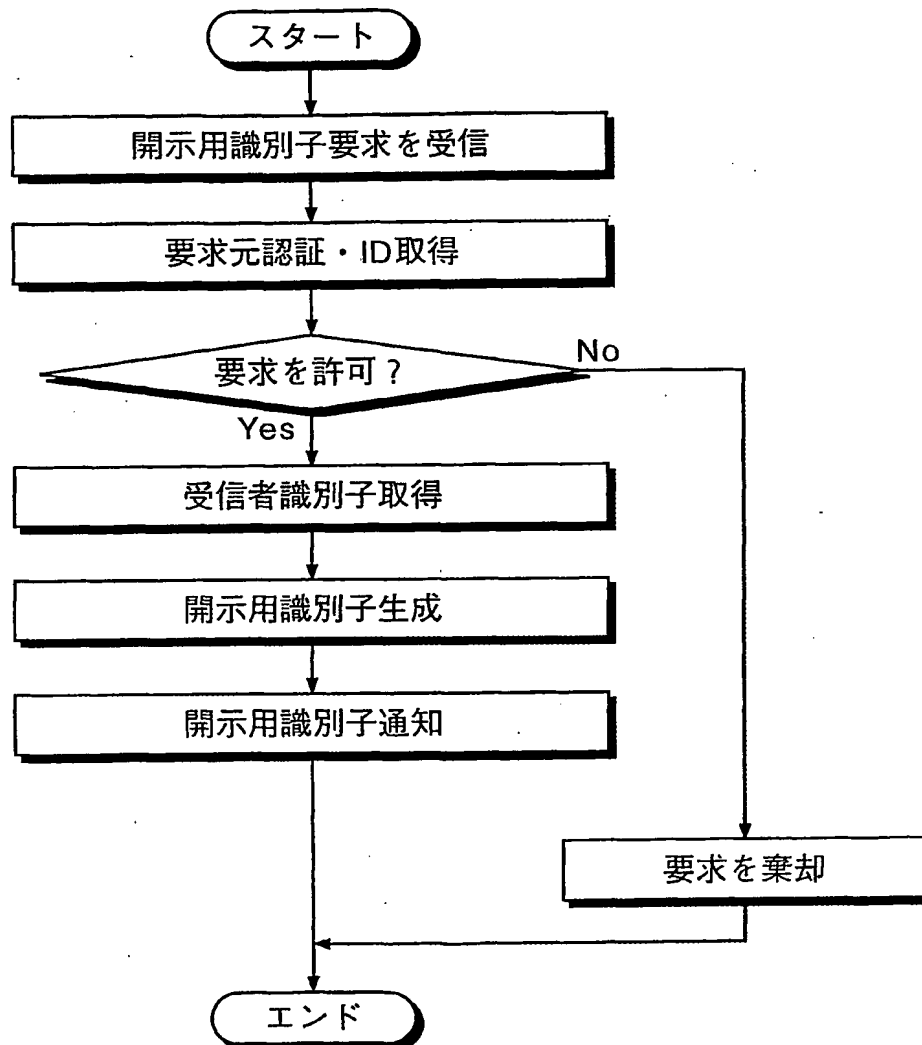 スタート
開示用識別子要求を受信
要求元認証・ID取得
要求を許可？
No
Yes
受信者識別子取得
開示用識別子生成
開示用識別子通知
要求を棄却
エンド